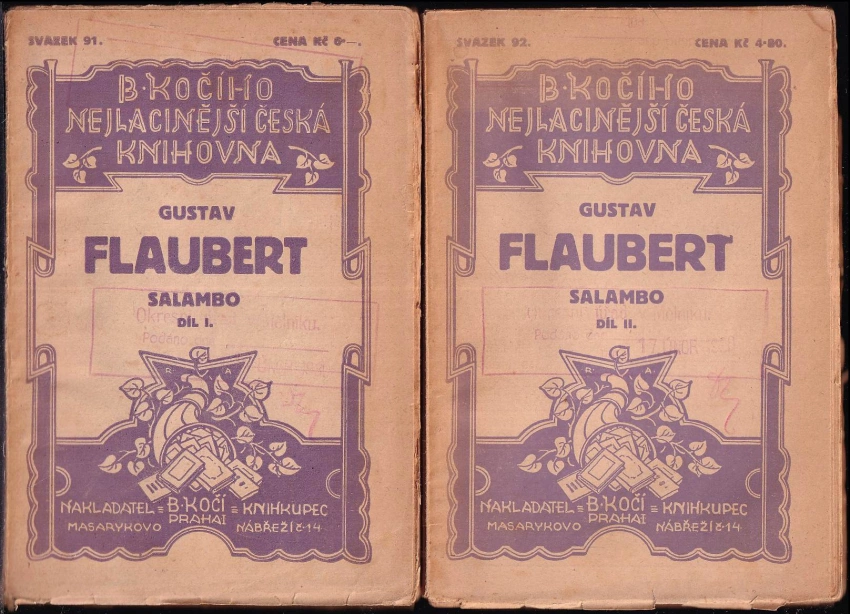 SVAZEK 91. CENA Kč 6·—.
B·KOČÍHO
NEJLACINĚJŠÍ ČESKÁ
KNIHOVNA
GUSTAV
FLAUBERT
SALAMBO
DÍL I.
R. A.
NAKLADATEL = B·KOČÍ = KNIHKUPEC
PRAHA I
MASARYKOVO NÁBŘEŽÍ č·14
SVAZEK 92. CENA Kč 4·80.
B·KOČÍHO
NEJLACINĚJŠÍ ČESKÁ
KNIHOVNA
GUSTAV
FLAUBERT
SALAMBO
DÍL II.
R. A.
NAKLADATEL = B·KOČÍ = KNIHKUPEC
PRAHA I
MASARYKOVO NÁBŘEŽÍ č·14